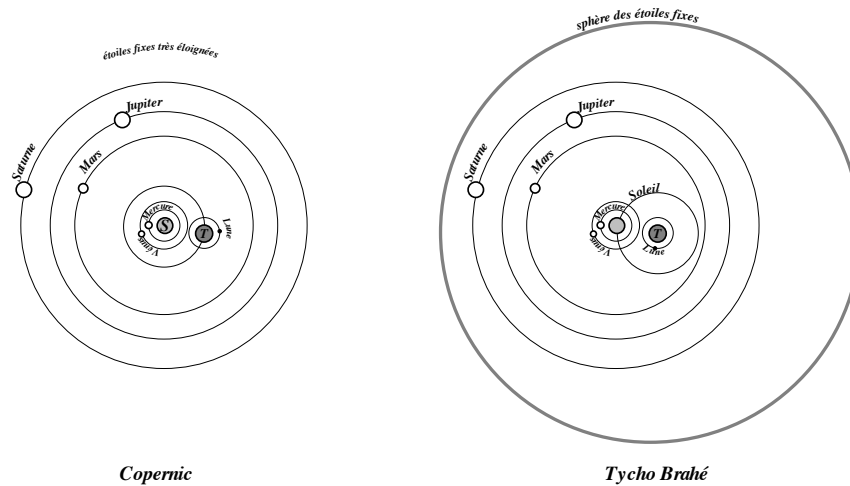 étoiles fixes très éloignées
Jupiter
Saturne
Mars
Mercure
S
Vénus
T
Lune
Copernic
sphère des étoiles fixes
Jupiter
Saturne
Mars
Soleil
Mercure
Vénus
T
Lune
Tycho Brahé